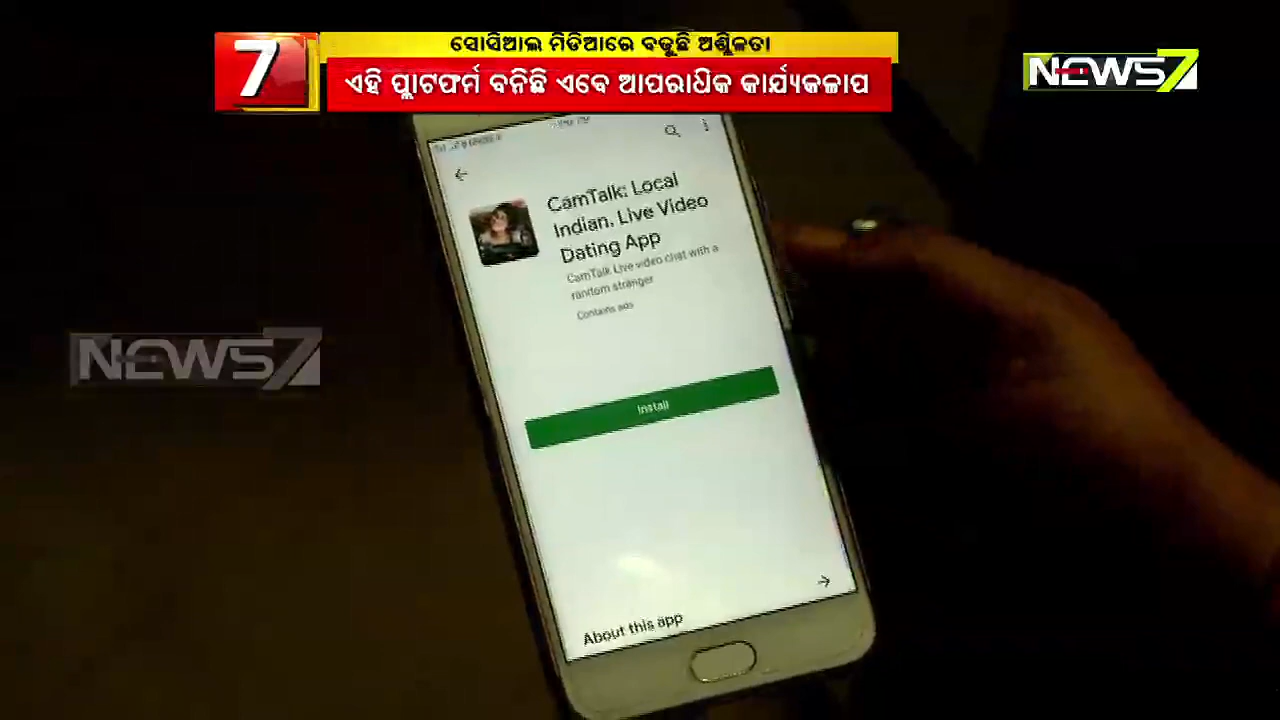 ସୋସିଆଲ ମିଡିଆରେ ବଢୁଛି ଅଶ୍ଳୀଳତା
7
ଏହି ପ୍ଲାଟଫର୍ମ ବନିଛି ଏବେ ଆପରାଧିକ କାର୍ଯ୍ୟକଳାପ
NEWS7
CamTalk: Local
Indian, Live Video
Dating App
CamTalk Live video chat with a
random stranger
Contains ads
NEWS7
Install
About this app